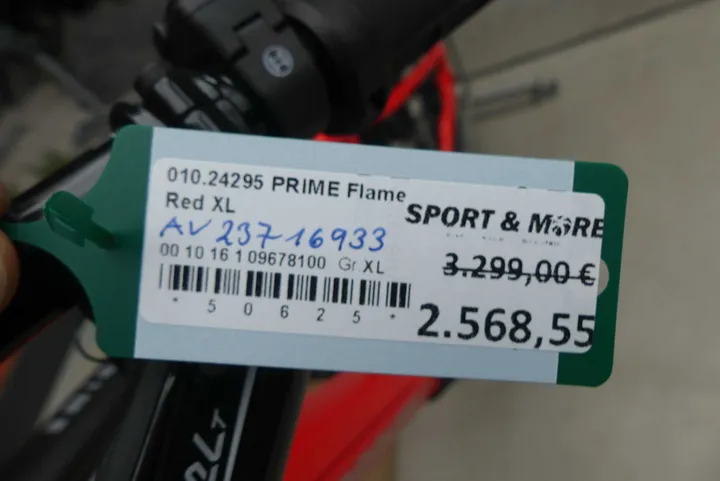 010.24295 PRIME Flame
Red XL
AV 23716933
00 10 16 1 09678100 Gr. XL
* 5 0 6 2 5 *
SPORT & MORE
3.299,00 €
2.568,55